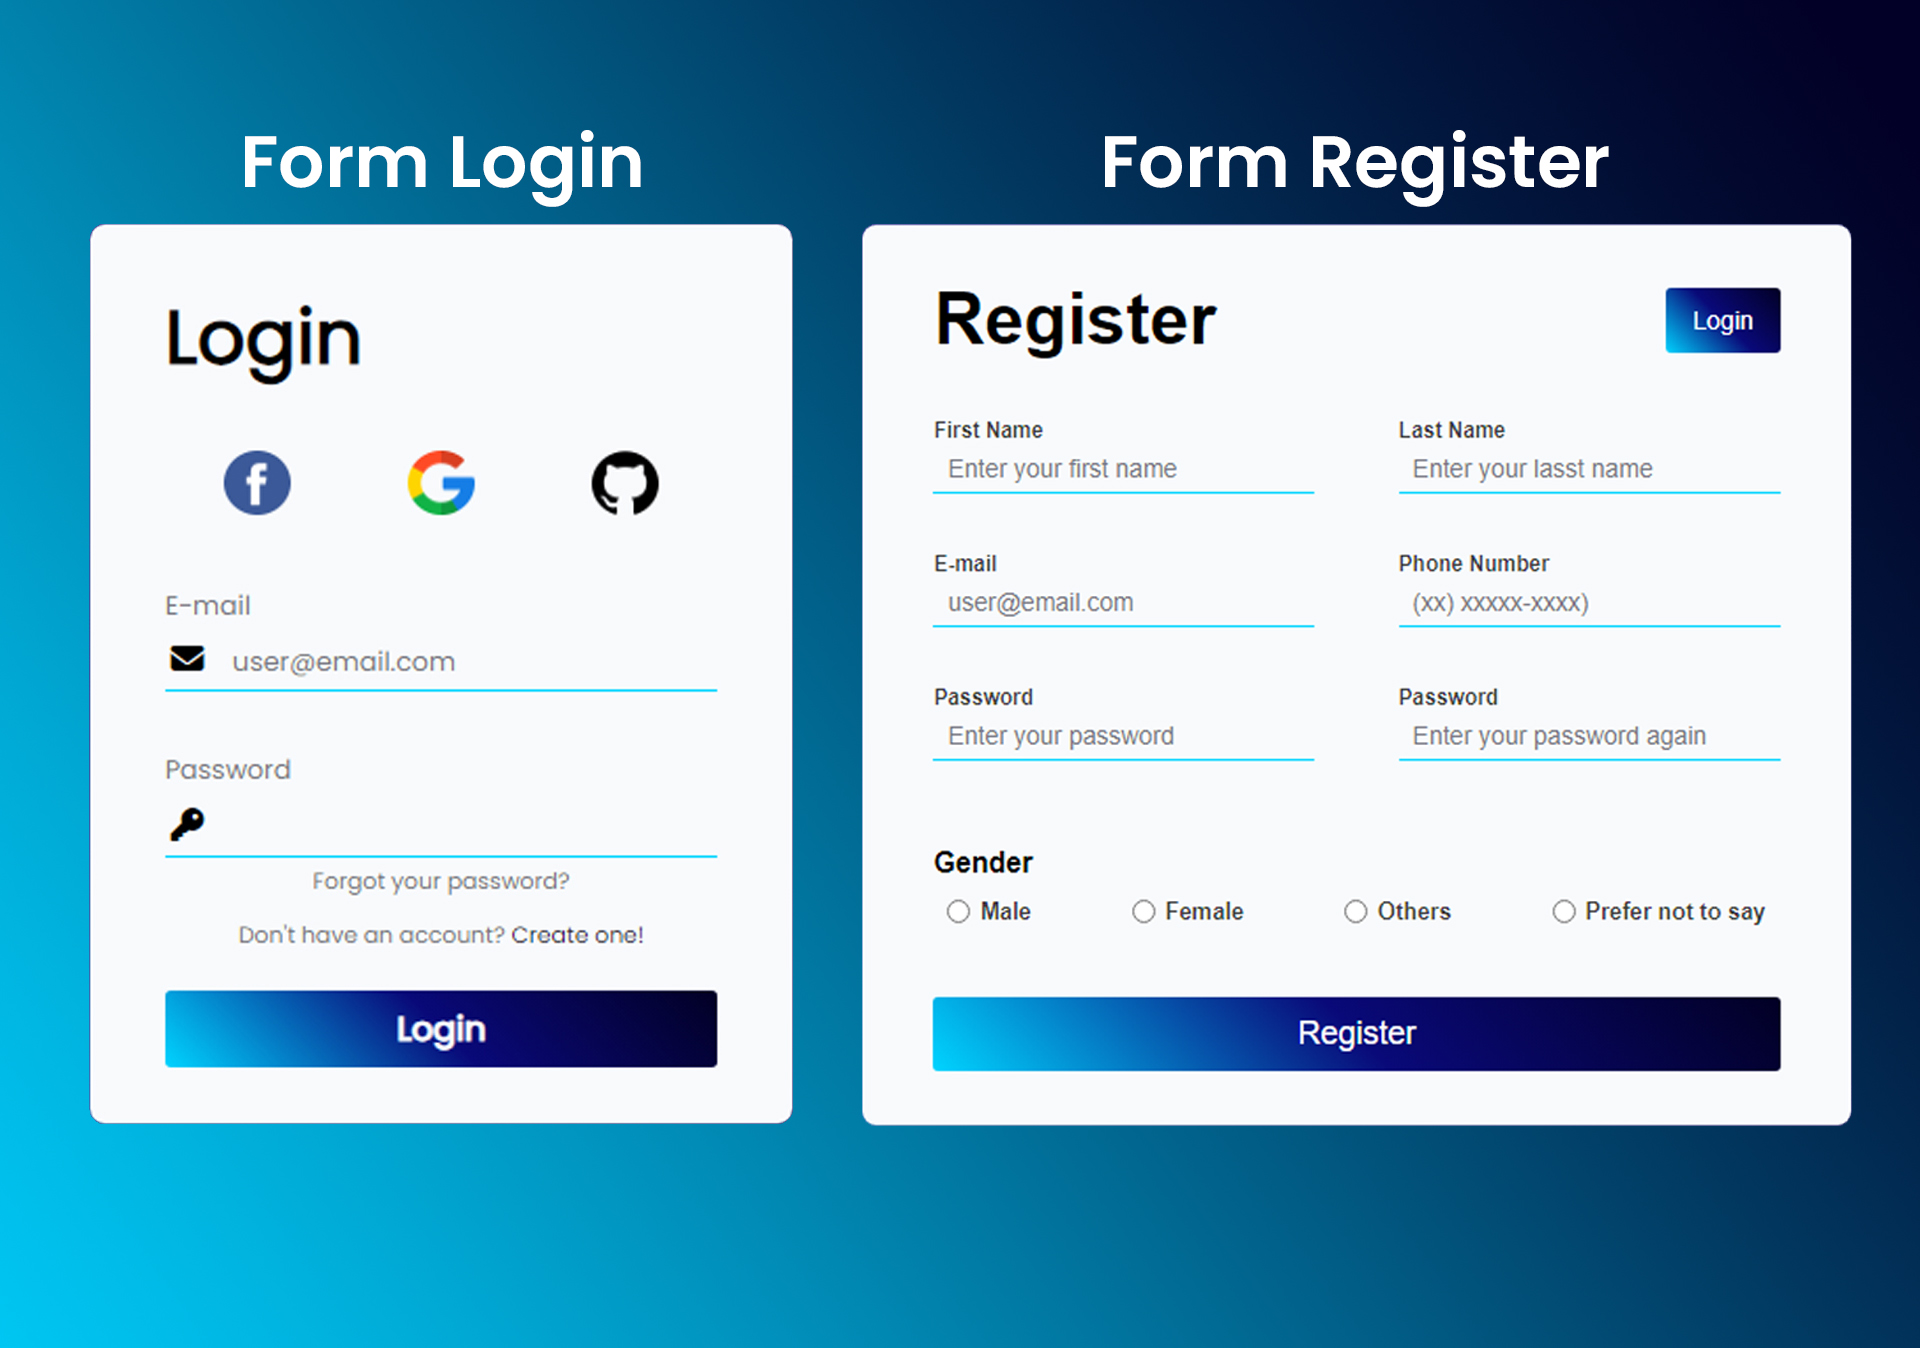 Form Login
Login
E-mail
user@email.com
Password
Forgot your password?
Don't have an account? Create one!
Login
Form Register
Register
Login
First Name
Enter your first name
Last Name
Enter your lasst name
E-mail
user@email.com
Phone Number
(xx) xxxxx-xxxx)
Password
Enter your password
Password
Enter your password again
Gender
Male
Female
Others
Prefer not to say
Register